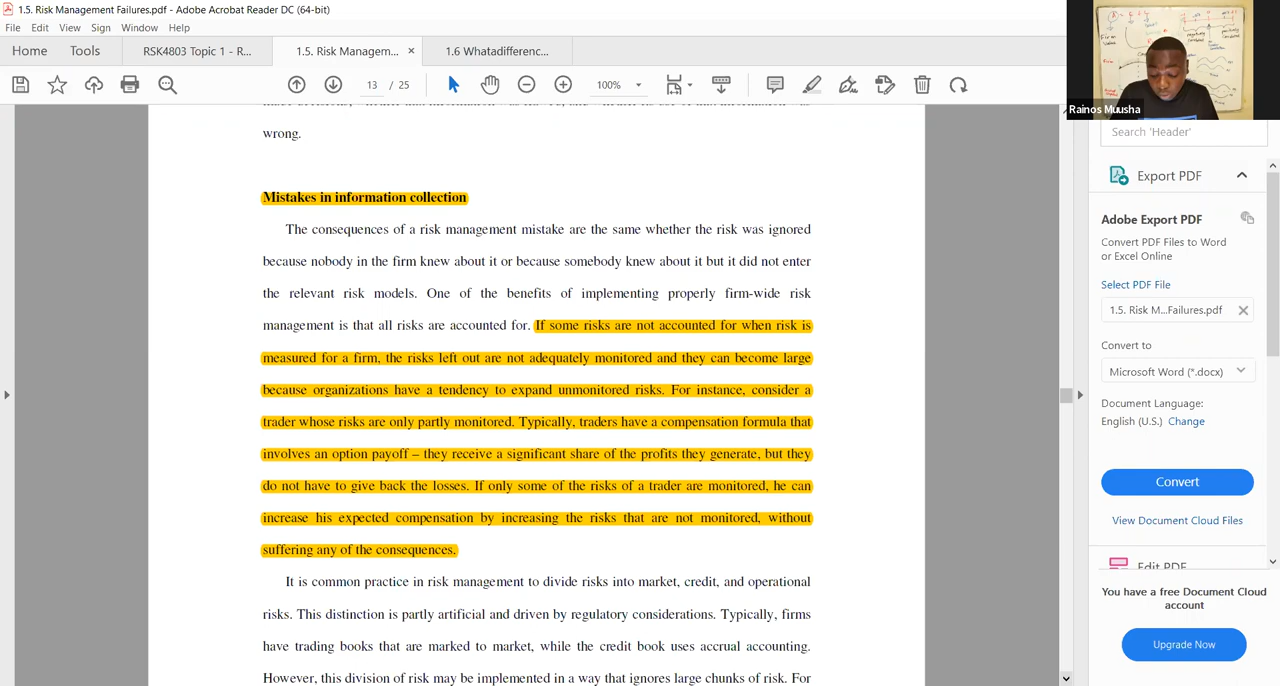 1.5. Risk Management Failures.pdf - Adobe Acrobat Reader DC (64-bit)
File Edit View Sign Window Help
Home Tools RSK4803 Topic 1 - R... 1.5. Risk Managem... × 1.6 Whatadifferenc...
13 / 25 100%
Rainos Muusha
wrong.
Mistakes in information collection
The consequences of a risk management mistake are the same whether the risk was ignored
because nobody in the firm knew about it or because somebody knew about it but it did not enter
the relevant risk models. One of the benefits of implementing properly firm-wide risk
management is that all risks are accounted for. If some risks are not accounted for when risk is
measured for a firm, the risks left out are not adequately monitored and they can become large
because organizations have a tendency to expand unmonitored risks. For instance, consider a
trader whose risks are only partly monitored. Typically, traders have a compensation formula that
involves an option payoff – they receive a significant share of the profits they generate, but they
do not have to give back the losses. If only some of the risks of a trader are monitored, he can
increase his expected compensation by increasing the risks that are not monitored, without
suffering any of the consequences.
It is common practice in risk management to divide risks into market, credit, and operational
risks. This distinction is partly artificial and driven by regulatory considerations. Typically, firms
have trading books that are marked to market, while the credit book uses accrual accounting.
However, this division of risk may be implemented in a way that ignores large chunks of risk. For
Search 'Header'
Export PDF
Adobe Export PDF
Convert PDF Files to Word
or Excel Online
Select PDF File
1.5. Risk M...Failures.pdf
Convert to
Microsoft Word (*.docx)
Document Language:
English (U.S.) Change
Convert
View Document Cloud Files
Edit PDF
You have a free Document Cloud
account
Upgrade Now